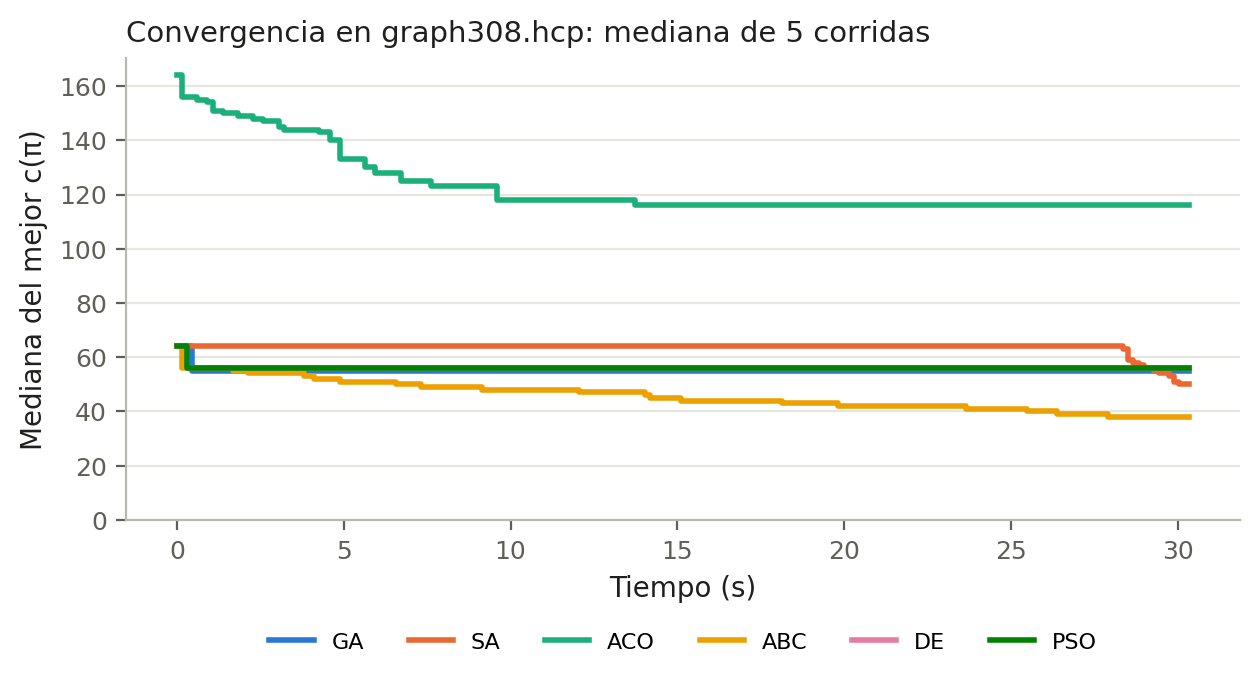 Convergencia en graph308.hcp: mediana de 5 corridas
Mediana del mejor c(π)
160
140
120
100
80
60
40
20
0
0 5 10 15 20 25 30
Tiempo (s)
GA SA ACO ABC DE PSO